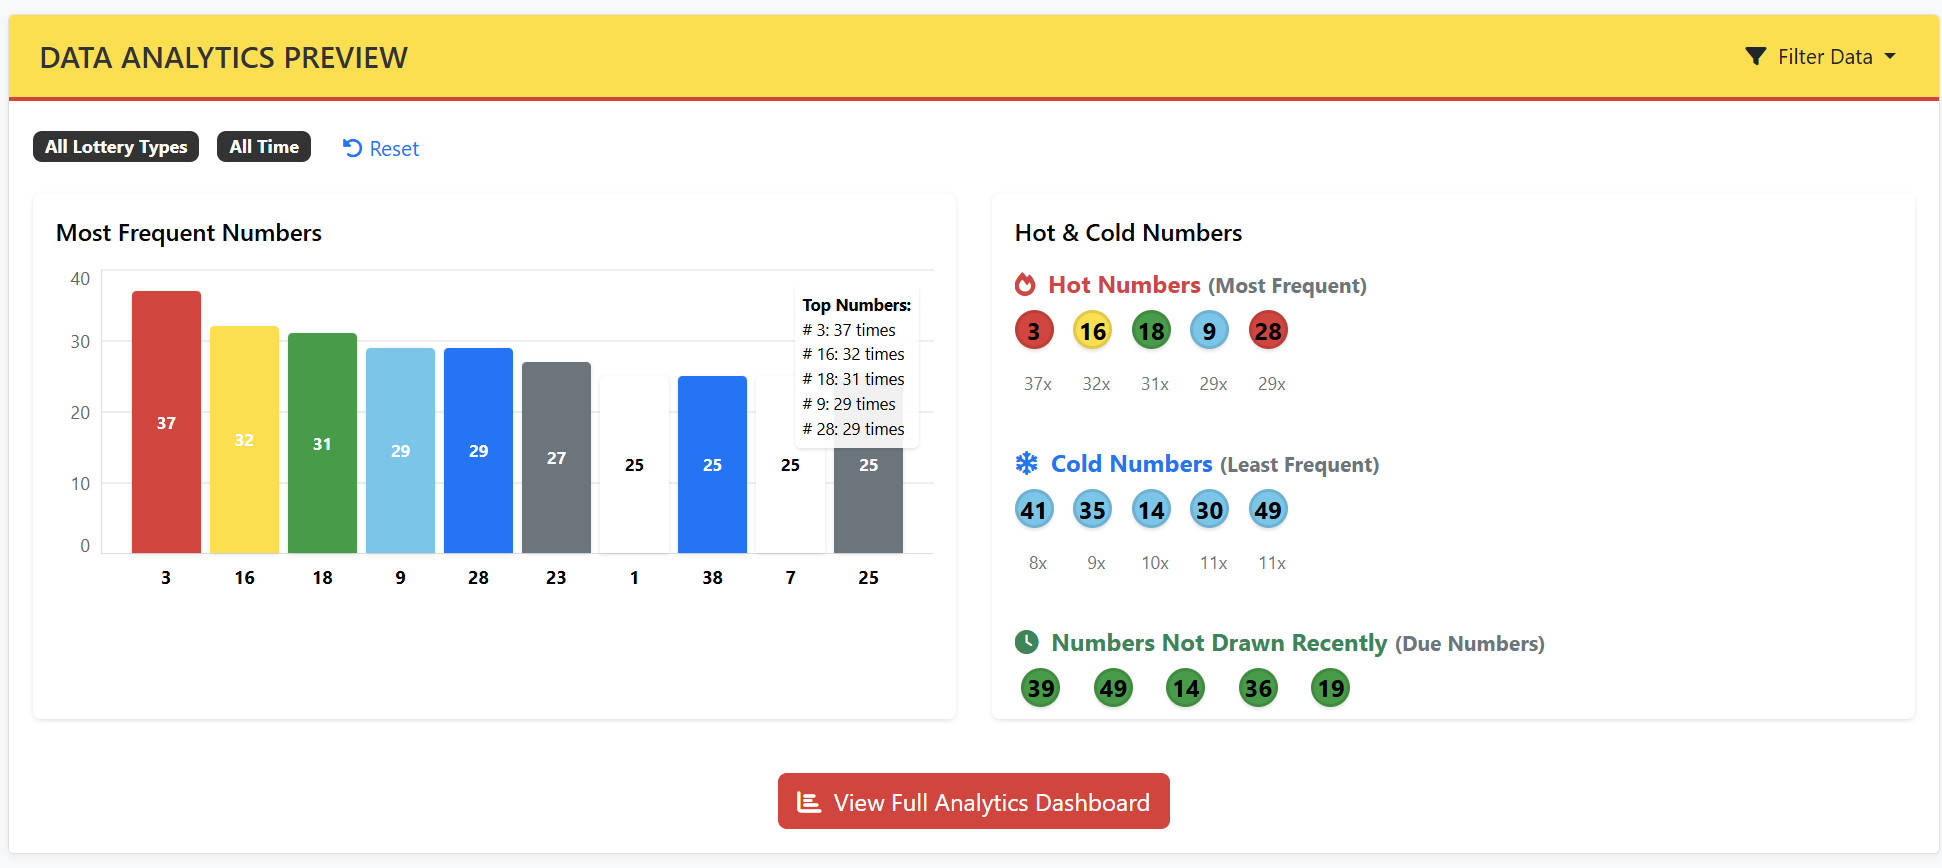 DATA ANALYTICS PREVIEW
Filter Data
All Lottery Types
All Time
Reset
Most Frequent Numbers
40
30
20
10
0
37
32
31
29
29
27
25
25
25
25
3
16
18
9
28
23
1
38
7
25
Top Numbers:
# 3: 37 times
# 16: 32 times
# 18: 31 times
# 9: 29 times
# 28: 29 times
Hot & Cold Numbers
Hot Numbers (Most Frequent)
3 16 18 9 28
37x 32x 31x 29x 29x
Cold Numbers (Least Frequent)
41 35 14 30 49
8x 9x 10x 11x 11x
Numbers Not Drawn Recently (Due Numbers)
39 49 14 36 19
View Full Analytics Dashboard